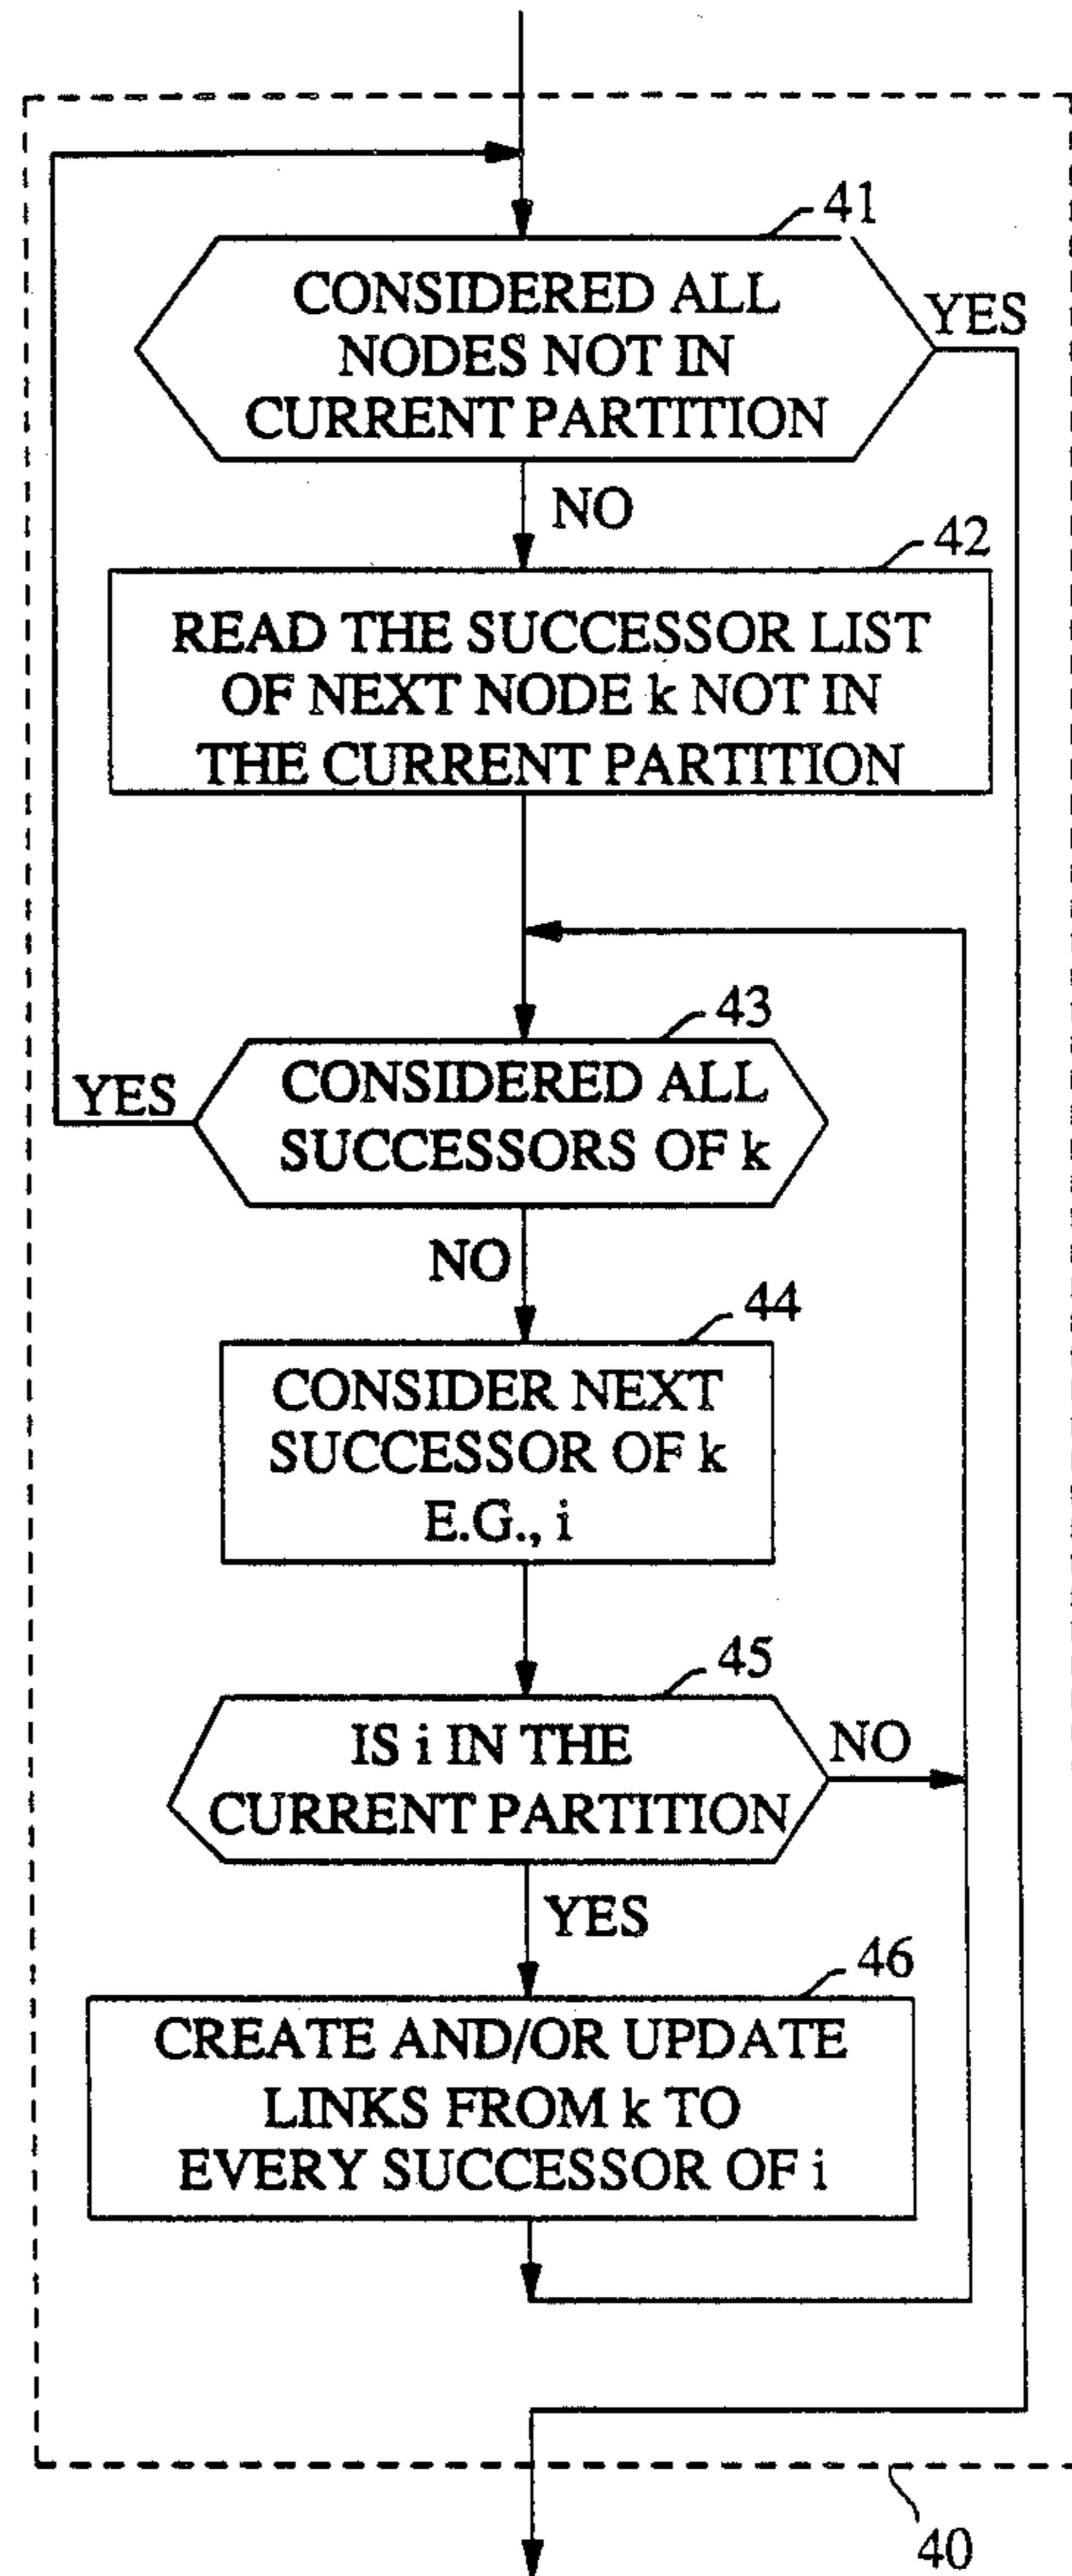 41
CONSIDERED ALL
NODES NOT IN
CURRENT PARTITION
YES
NO
42
READ THE SUCCESSOR LIST
OF NEXT NODE k NOT IN
THE CURRENT PARTITION
43
YES
CONSIDERED ALL
SUCCESSORS OF k
NO
44
CONSIDER NEXT
SUCCESSOR OF k
E.G., i
45
IS i IN THE
CURRENT PARTITION
NO
YES
46
CREATE AND/OR UPDATE
LINKS FROM k TO
EVERY SUCCESSOR OF i
40